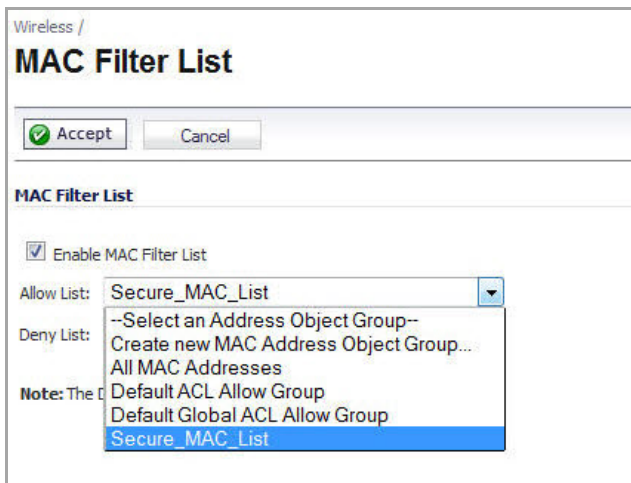 Wireless /
MAC Filter List
Accept Cancel
MAC Filter List
Enable MAC Filter List
Allow List: Secure_MAC_List
--Select an Address Object Group--
Deny List:
Create new MAC Address Object Group...
All MAC Addresses
Note: The
Default ACL Allow Group
Default Global ACL Allow Group
Secure_MAC_List